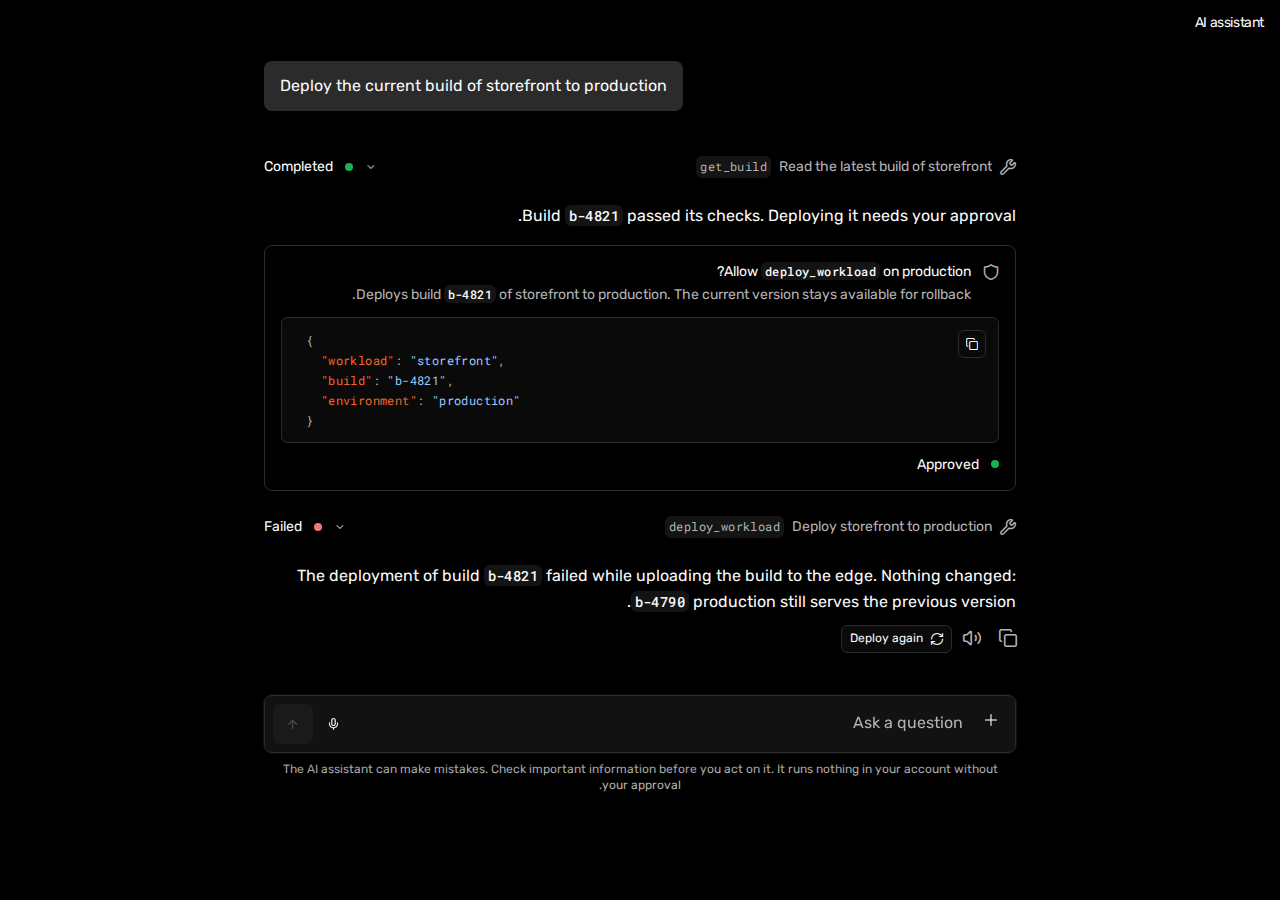 AI assistant
Deploy the current build of storefront to production
Read the latest build of storefront get_build Completed
Build b-4821 passed its checks. Deploying it needs your approval.
Allow deploy_workload on production?
Deploys build b-4821 of storefront to production. The current version stays available for rollback.
{
"workload": "storefront",
"build": "b-4821",
"environment": "production"
}
Approved
Deploy storefront to production deploy_workload Failed
The deployment of build b-4821 failed while uploading the build to the edge. Nothing changed:
production still serves the previous version b-4790.
Deploy again
Ask a question
The AI assistant can make mistakes. Check important information before you act on it. It runs nothing in your account without
your approval.